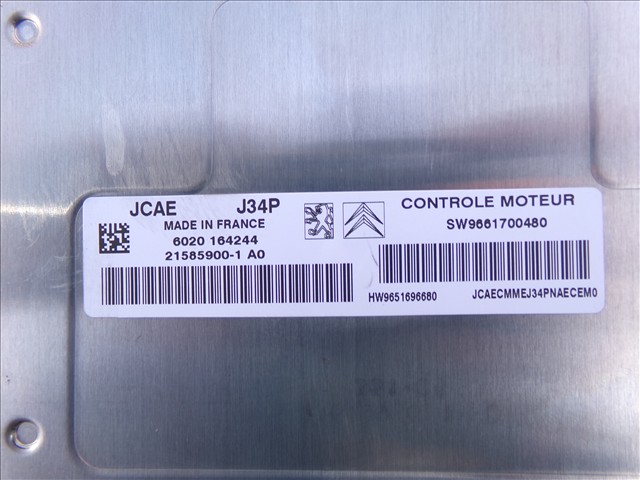 JCAE J34P
MADE IN FRANCE
6020 164244
21585900-1 A0
CONTROLE MOTEUR
SW9661700480
HW9651696680 JCAECMMEJ34PNAECEM0